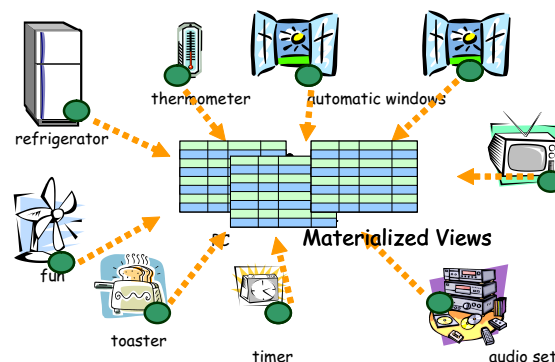 thermometer
automatic windows
refrigerator
Materialized Views
fun
toaster
timer
audio set